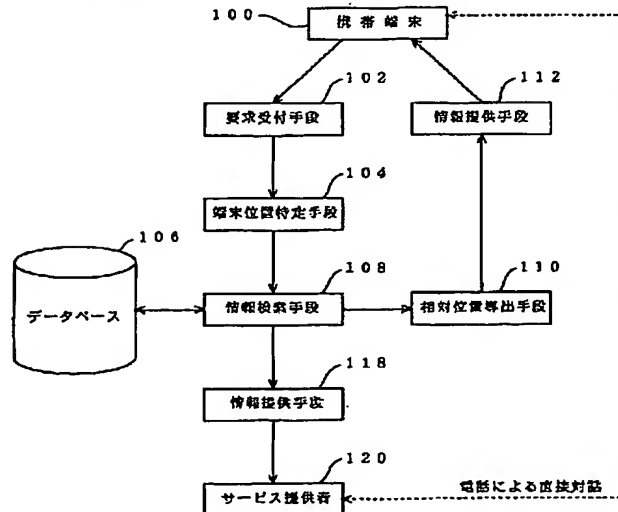 100
携帯端末
102
要求受付手段
112
情報提供手段
104
端末位置特定手段
106
データベース
108
情報検索手段
110
相対位置導出手段
118
情報提供手段
120
サービス提供者
電話による直接対話